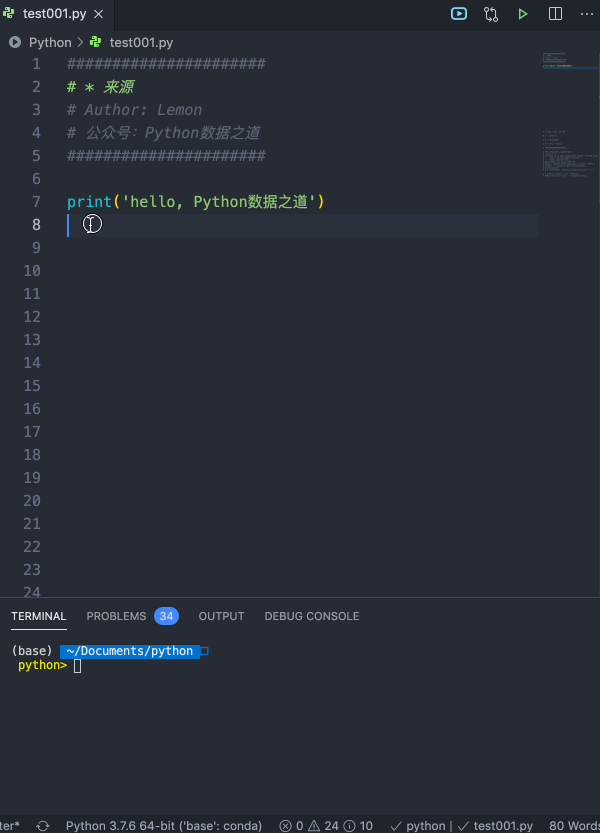 test001.py
Python > test001.py
1 ######################
2 # * 来源
3 # Author: Lemon
4 # 公众号：Python数据之道
5 ######################
6
7 print('hello, Python数据之道')
8
9
10
11
12
13
14
15
16
17
18
19
20
21
22
23
24
TERMINAL PROBLEMS 34 OUTPUT DEBUG CONSOLE
(base) ~/Documents/python
python>
ter* Python 3.7.6 64-bit ('base': conda) 0 24 10 python | test001.py 80 Words